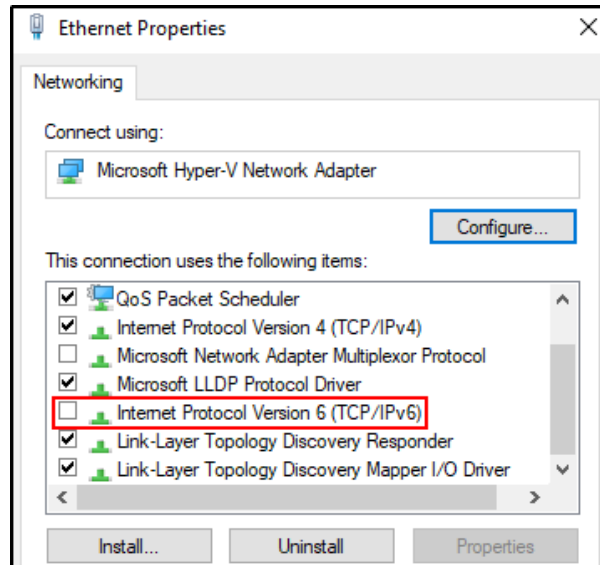 Ethernet Properties
Networking
Connect using:
Microsoft Hyper-V Network Adapter
Configure...
This connection uses the following items:
QoS Packet Scheduler
Internet Protocol Version 4 (TCP/IPv4)
Microsoft Network Adapter Multiplexor Protocol
Microsoft LLDP Protocol Driver
Internet Protocol Version 6 (TCP/IPv6)
Link-Layer Topology Discovery Responder
Link-Layer Topology Discovery Mapper I/O Driver
Install... Uninstall Properties